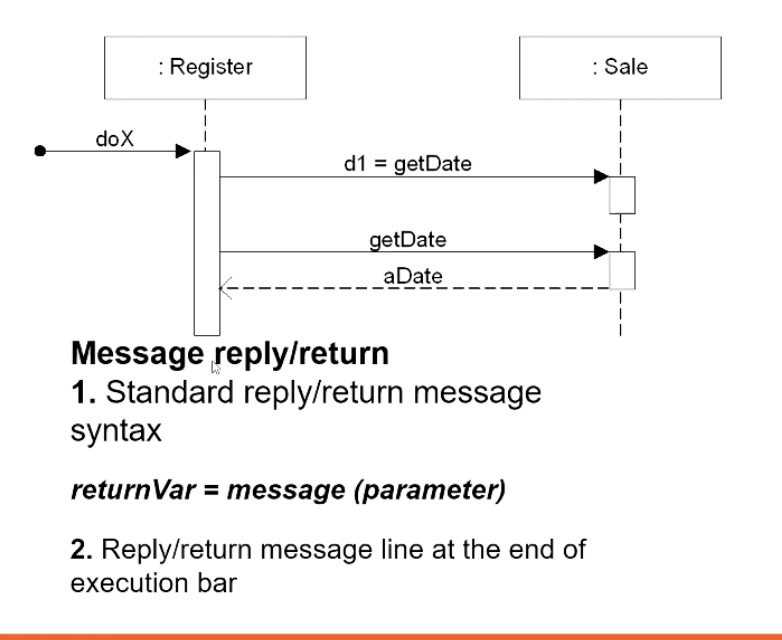 : Register
: Sale
doX
d1 = getDate
getDate
aDate
Message reply/return
1. Standard reply/return message
syntax
returnVar = message (parameter)
2. Reply/return message line at the end of
execution bar